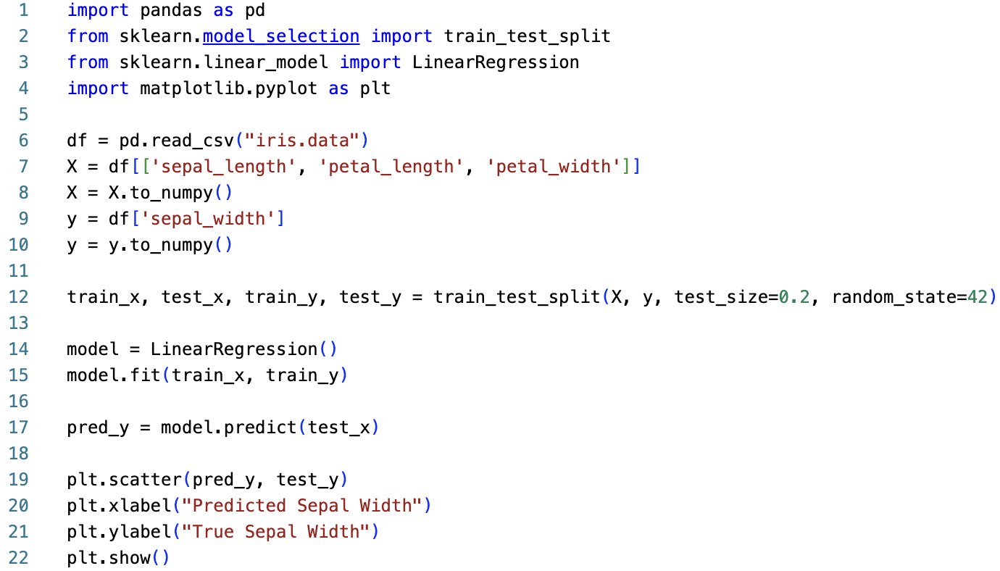 1 import pandas as pd
2 from sklearn.model_selection import train_test_split
3 from sklearn.linear_model import LinearRegression
4 import matplotlib.pyplot as plt
5
6 df = pd.read_csv("iris.data")
7 X = df[['sepal_length', 'petal_length', 'petal_width']]
8 X = X.to_numpy()
9 y = df['sepal_width']
10 y = y.to_numpy()
11
12 train_x, test_x, train_y, test_y = train_test_split(X, y, test_size=0.2, random_state=42)
13
14 model = LinearRegression()
15 model.fit(train_x, train_y)
16
17 pred_y = model.predict(test_x)
18
19 plt.scatter(pred_y, test_y)
20 plt.xlabel("Predicted Sepal Width")
21 plt.ylabel("True Sepal Width")
22 plt.show()